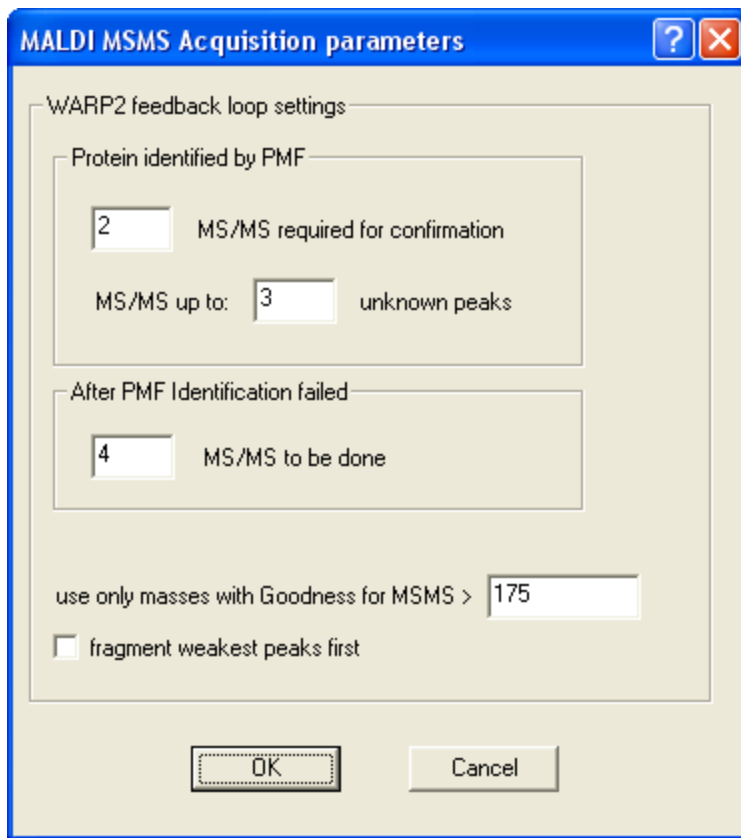 MALDI MSMS Acquisition parameters
WARP2 feedback loop settings
Protein identified by PMF
2 MS/MS required for confirmation
MS/MS up to: 3 unknown peaks
After PMF Identification failed
4 MS/MS to be done
use only masses with Goodness for MSMS > 175
fragment weakest peaks first
OK Cancel